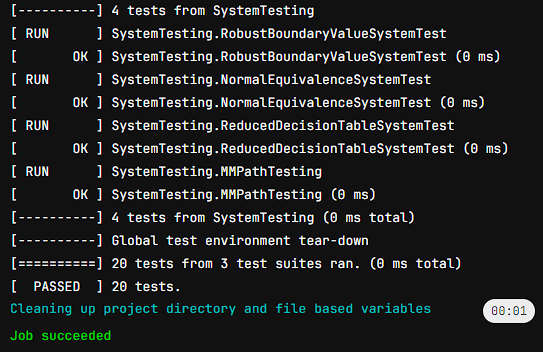 [----------] 4 tests from SystemTesting
[ RUN      ] SystemTesting.RobustBoundaryValueSystemTest
[       OK ] SystemTesting.RobustBoundaryValueSystemTest (0 ms)
[ RUN      ] SystemTesting.NormalEquivalenceSystemTest
[       OK ] SystemTesting.NormalEquivalenceSystemTest (0 ms)
[ RUN      ] SystemTesting.ReducedDecisionTableSystemTest
[       OK ] SystemTesting.ReducedDecisionTableSystemTest (0 ms)
[ RUN      ] SystemTesting.MMPathTesting
[       OK ] SystemTesting.MMPathTesting (0 ms)
[----------] 4 tests from SystemTesting (0 ms total)
[----------] Global test environment tear-down
[==========] 20 tests from 3 test suites ran. (0 ms total)
[  PASSED  ] 20 tests.
Cleaning up project directory and file based variables 00:01
Job succeeded